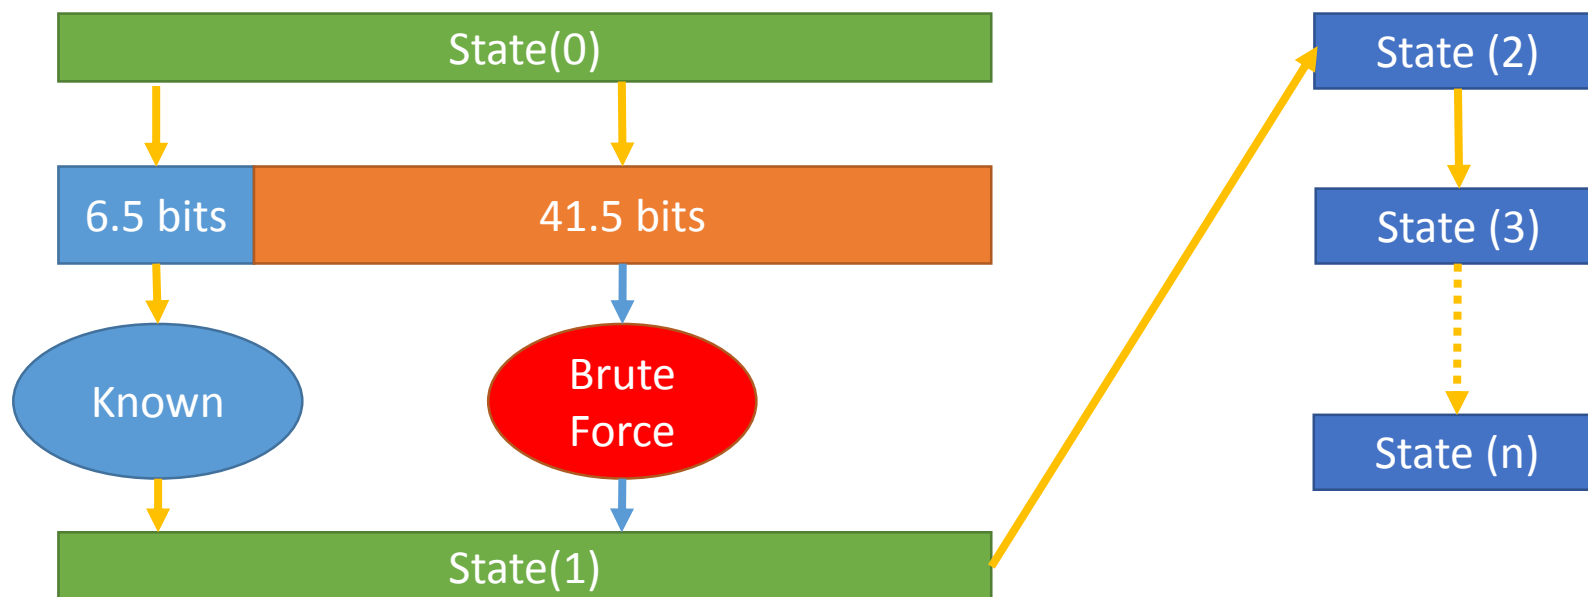 State(0)
6.5 bits
41.5 bits
Known
Brute
Force
State(1)
State (2)
State (3)
State (n)